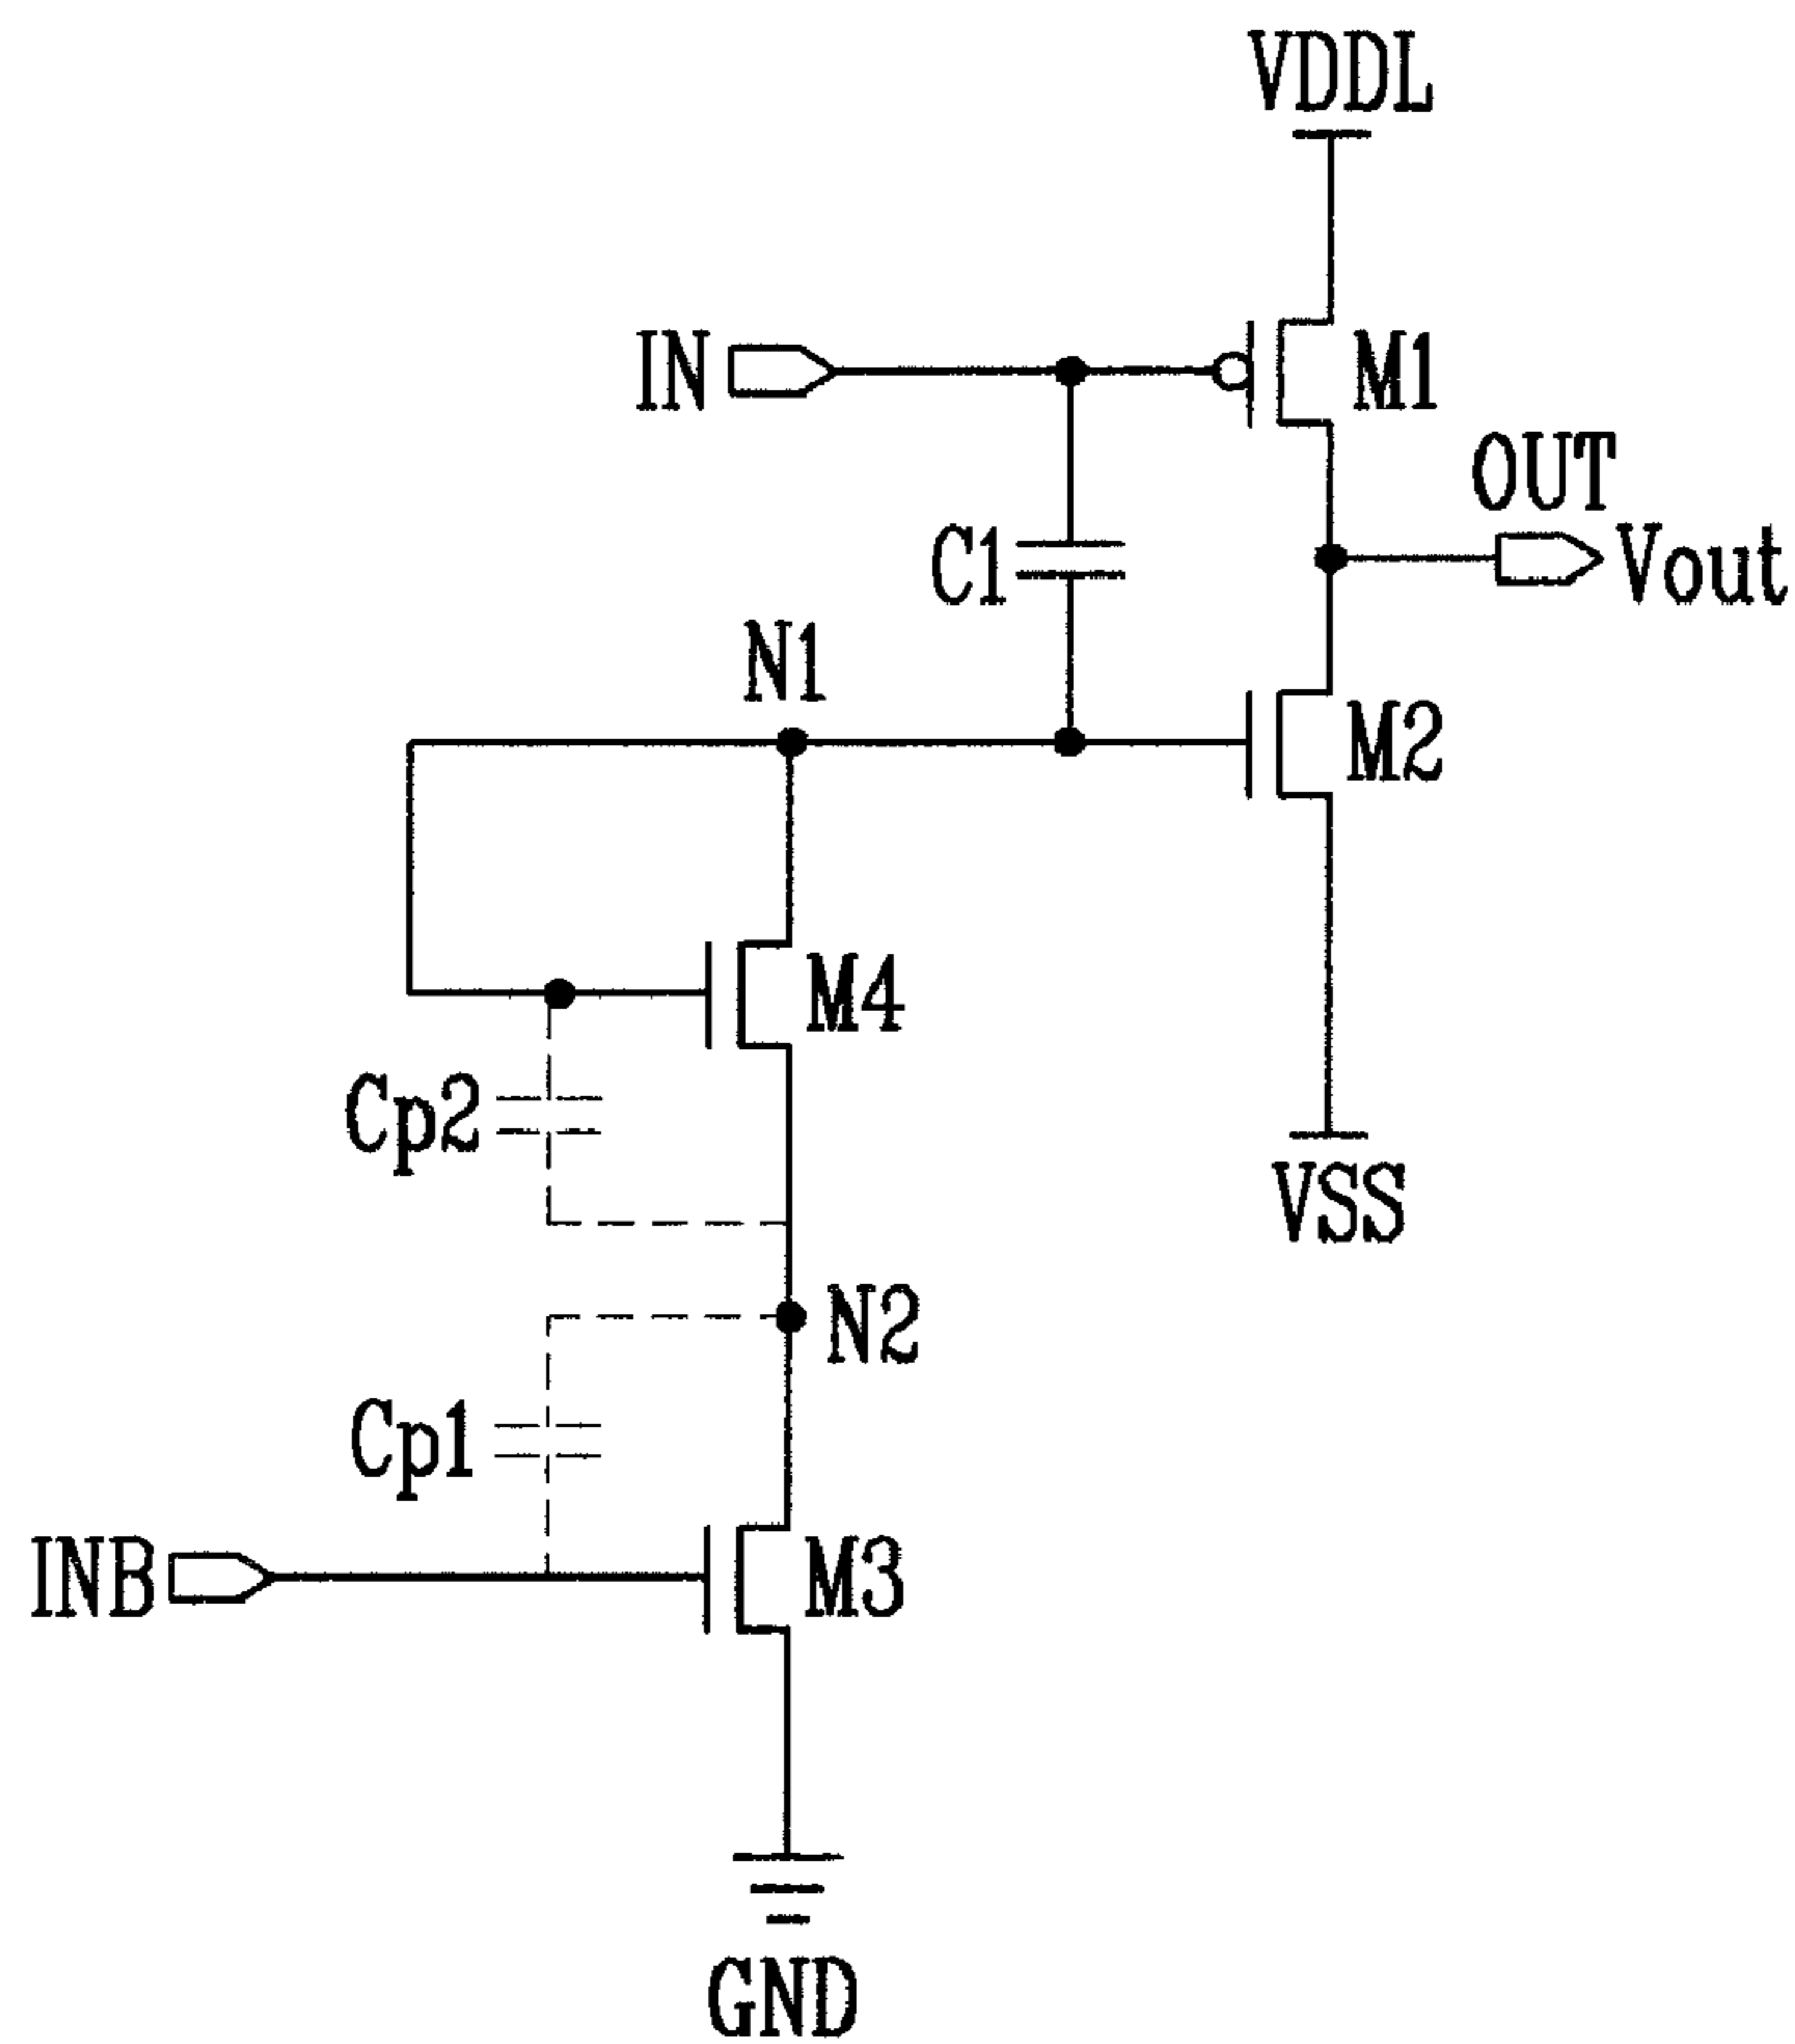 VDDL
IN
M1
OUT
Vout
C1
N1
M2
M4
Cp2
VSS
N2
Cp1
INB
M3
GND